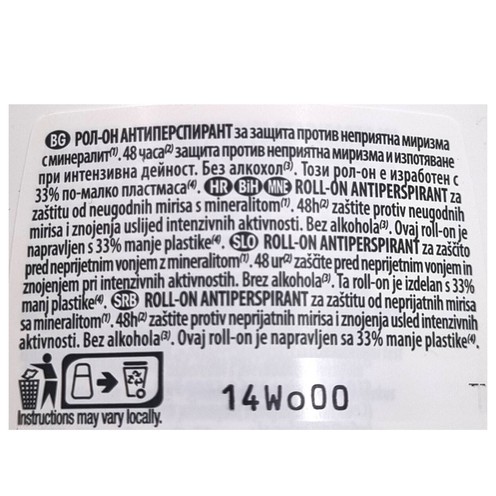 BG РОЛ-ОН АНТИПЕРСПИРАНТ за защита против неприятна миризма
с минералит⁽¹⁾. 48 часа⁽²⁾ защита против неприятна миризма и изпотяване
при интензивна дейност. Без алкохол⁽³⁾. Този рол-он е изработен с
33% по-малко пластмаса⁽⁴⁾. HR BiH MNE ROLL-ON ANTIPERSPIRANT za
zaštitu od neugodnih mirisa s mineralitom⁽¹⁾. 48h⁽²⁾ zaštite protiv neugodnih
mirisa i znojenja uslijed intenzivnih aktivnosti. Bez alkohola⁽³⁾. Ovaj roll-on je
napravljen s 33% manje plastike⁽⁴⁾. SLO ROLL-ON ANTIPERSPIRANT za zaščito
pred neprijetnim vonjem z mineralitom⁽¹⁾. 48 ur⁽²⁾ zaščite pred neprijetnim vonjem in
znojenjem pri intenzivnih aktivnostih. Brez alkohola⁽³⁾. Ta roll-on je izdelan s 33%
manj plastike⁽⁴⁾. SRB ROLL-ON ANTIPERSPIRANT za zaštitu od neprijatnih mirisa
sa mineralitom⁽¹⁾. 48h⁽²⁾ zaštite protiv neprijatnih mirisa i znojenja usled intenzivnih
aktivnosti. Bez alkohola⁽³⁾. Ovaj roll-on je napravljen sa 33% manje plastike⁽⁴⁾.
14Wo00
Instructions may vary locally.